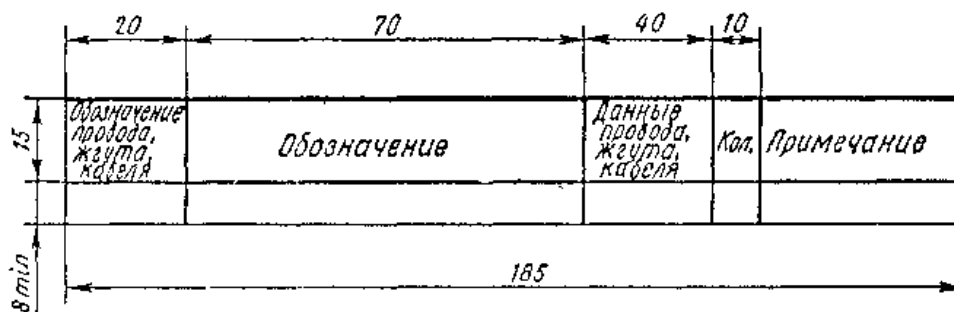 20 70 40 10
Обозначение
провода,
жгута,
кабеля
Обозначение
Данные
провода,
жгута,
кабеля
Кол.
Примечание
15
8 min
185